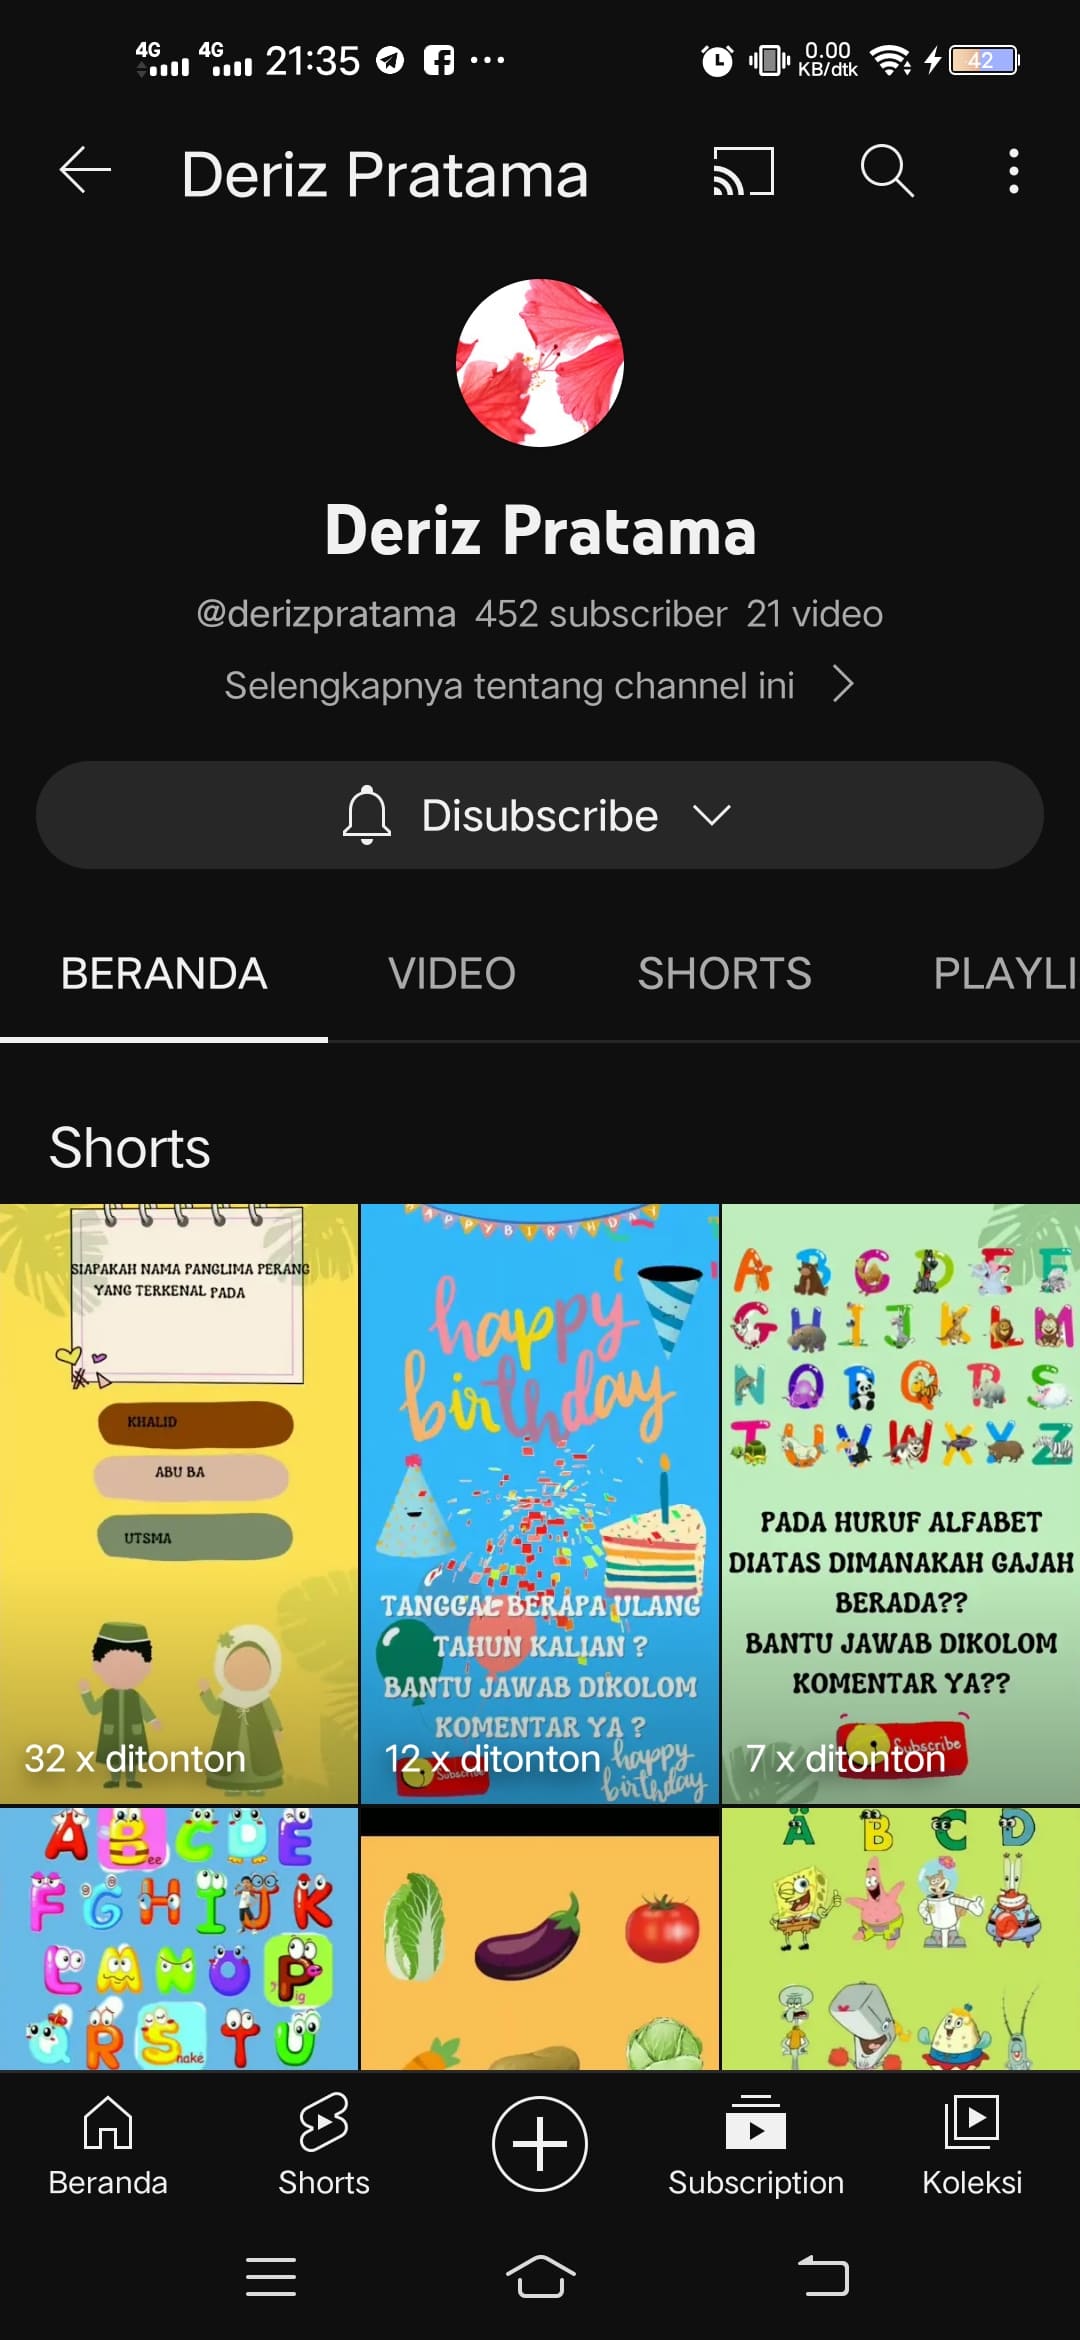 4G 4G 21:35 0.00 KB/dtk 42
Deriz Pratama
Deriz Pratama
@derizpratama 452 subscriber 21 video
Selengkapnya tentang channel ini
Disubscribe
BERANDA VIDEO SHORTS PLAYLI
Shorts
SIAPAKAH NAMA PANGLIMA PERANG
YANG TERKENAL PADA
KHALID
ABU BA
UTSMA
32 x ditonton
HAPPY BIRTHDAY
happy
birthday
TANGGAL BERAPA ULANG
TAHUN KALIAN ?
BANTU JAWAB DIKOLOM
KOMENTAR YA ?
Subscribe
happy
birthday
12 x ditonton
A B C D E F
G H I J K L M
N O P Q R S
T U V W X Y Z
PADA HURUF ALFABET
DIATAS DIMANAKAH GAJAH
BERADA??
BANTU JAWAB DIKOLOM
KOMENTAR YA??
Subscribe
7 x ditonton
A Bee C D E
F G H I J K
L M N O Pig
Q R Snake T U
A B C D
Beranda Shorts Subscription Koleksi